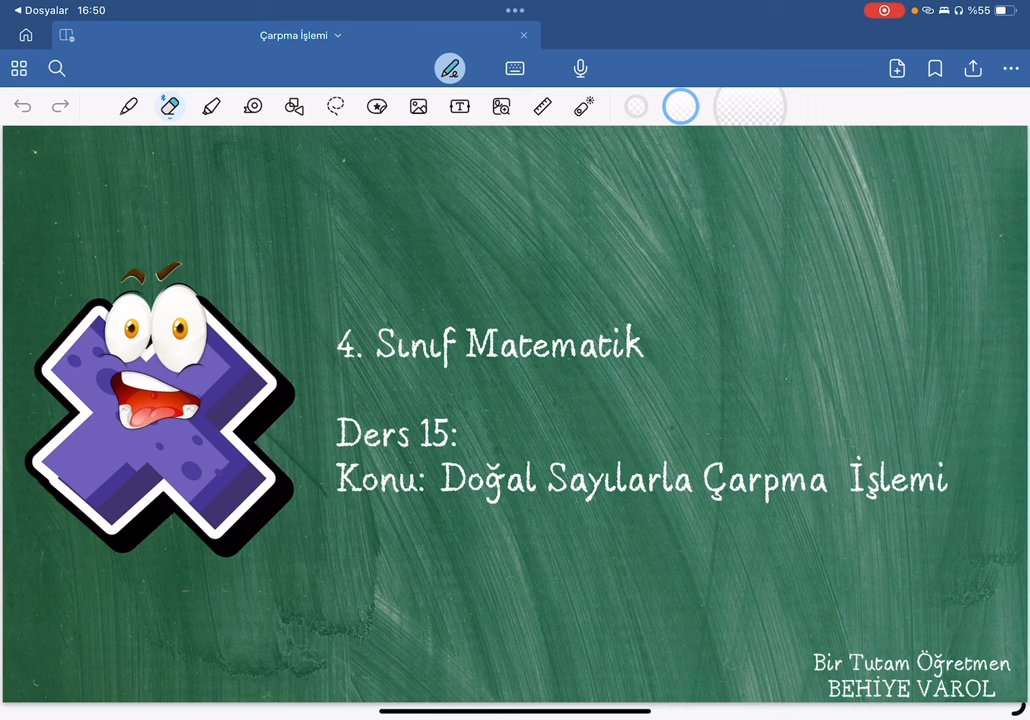 Dosyalar 16:50
%55
Çarpma İşlemi
4. Sınıf Matematik
Ders 15:
Konu: Doğal Sayılarla Çarpma İşlemi
Bir Tutam Öğretmen
BEHİYE VAROL